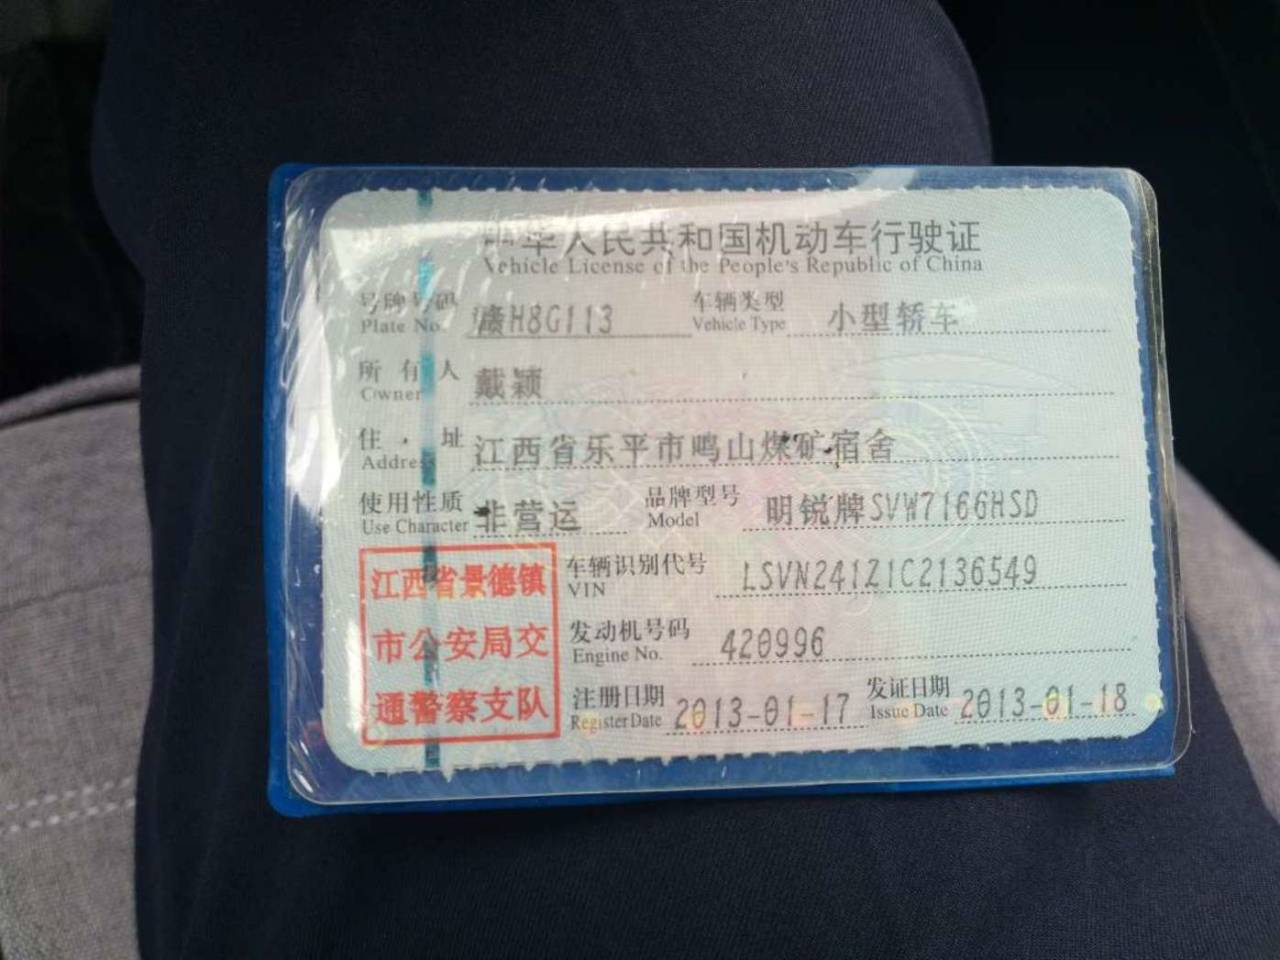 中华人民共和国机动车行驶证
Vehicle License of the People's Republic of China
号牌号码 赣H8G113 车辆类型 小型轿车
Plate No. Vehicle Type
所有人 戴颖
Owner
住址 江西省乐平市鸣山煤矿宿舍
Address
使用性质 非营运 品牌型号 明锐牌SVW7166HSD
Use Character Model
江西省景德镇
市公安局交
通警察支队
车辆识别代号 LSVN241Z1C2136549
VIN
发动机号码 420996
Engine No.
注册日期 2013-01-17 发证日期 2013-01-18
Register Date Issue Date